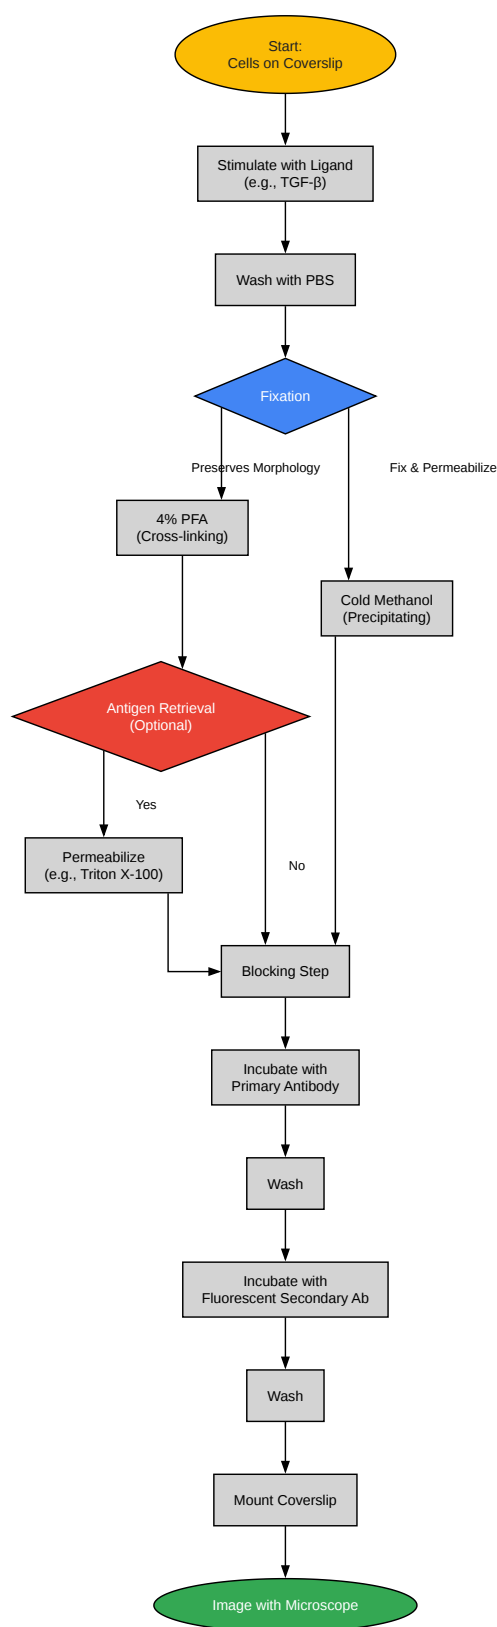 Start:
Cells on Coverslip
Stimulate with Ligand
(e.g., TGF-β)
Wash with PBS
Fixation
Preserves Morphology
Fix & Permeabilize
4% PFA
(Cross-linking)
Cold Methanol
(Precipitating)
Antigen Retrieval
(Optional)
Yes
Permeabilize
(e.g., Triton X-100)
No
Blocking Step
Incubate with
Primary Antibody
Wash
Incubate with
Fluorescent Secondary Ab
Wash
Mount Coverslip
Image with Microscope